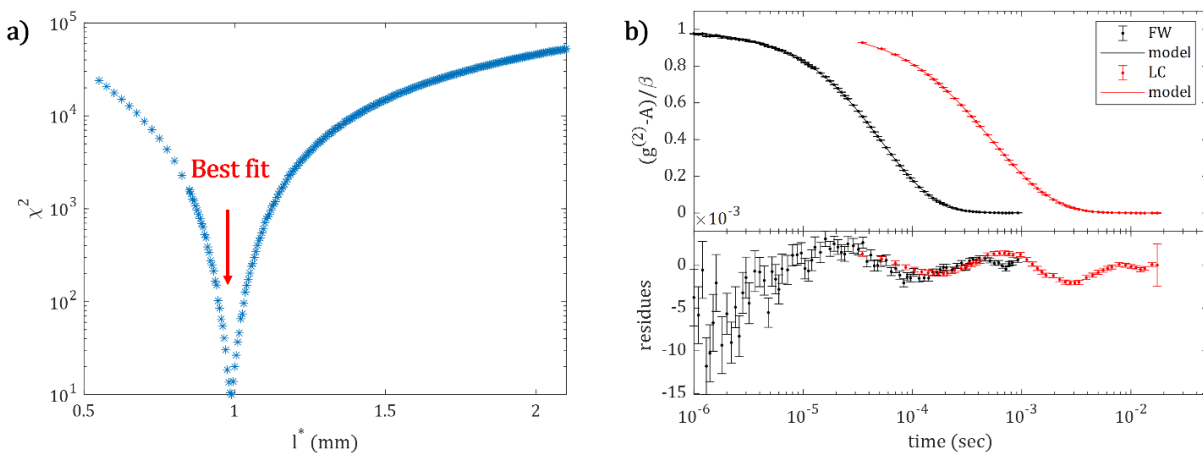 a)
10^5
10^4
10^3
10^2
10^1
χ^2
Best fit
0.5 1 1.5 2
l^* (mm)
b)
1
0.8
0.6
0.4
0.2
0
(g^(2)-A)/β
FW
model
LC
model
×10^-3
0
-5
-10
-15
residues
10^-6 10^-5 10^-4 10^-3 10^-2
time (sec)